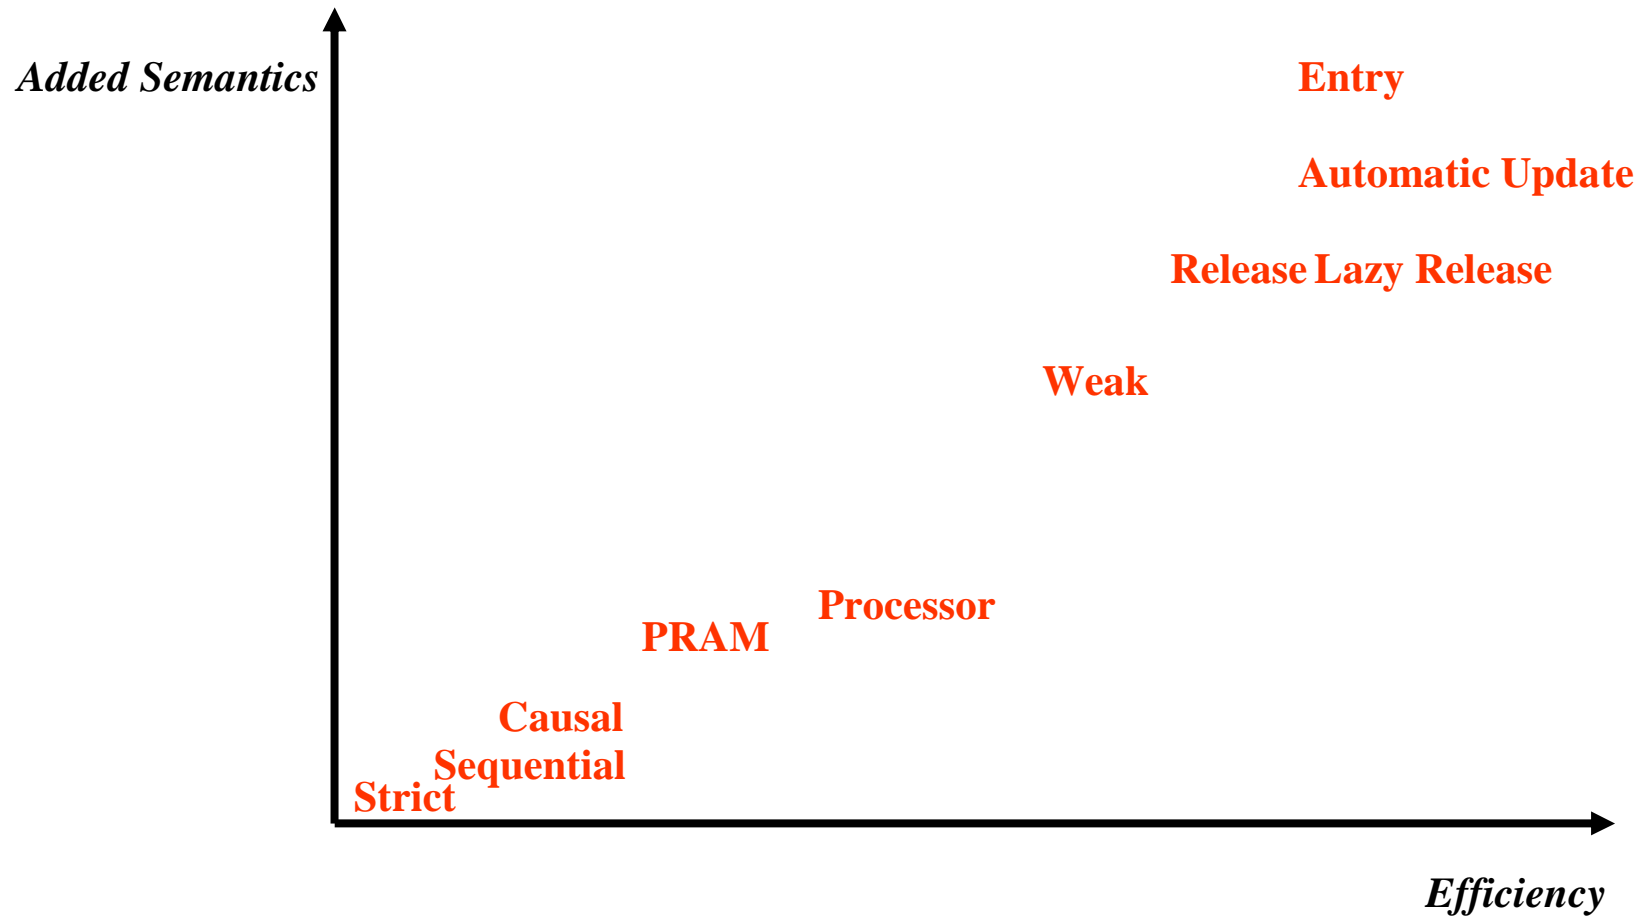 Added Semantics
Entry
Automatic Update
Release Lazy Release
Weak
Processor
PRAM
Causal
Sequential
Strict
Efficiency